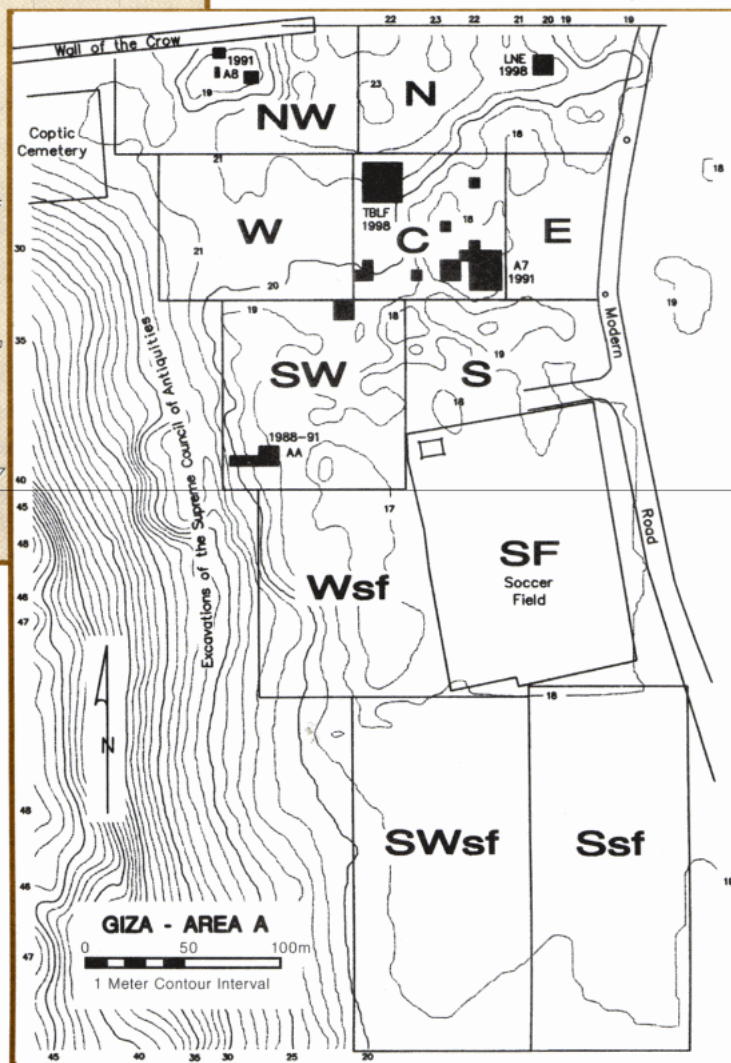 22 23 22 21 20 19 19
Wall of the Crow
1991
A8
19
NW
23
N
LNE
1998
18
Coptic
Cemetery
21
18
W
TBLF
1998
18
C
E
30
21
A7
1991
20
19
18
19
Modern
35
SW
S
19
18
Excavations of the Supreme Council of Antiquities
1988-91
AA
40
45
17
48
Road
SF
Soccer
Field
Wsf
46
47
18
N
48
SWsf
Ssf
46
GIZA - AREA A
0 50 100m
1 Meter Contour Interval
47
45 40 35 30 25 20